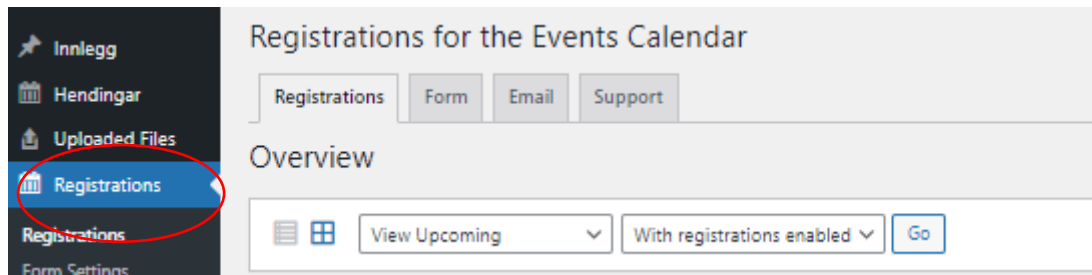 Innlegg
Hendingar
Uploaded Files
Registrations
Registrations
Form Settings
Registrations for the Events Calendar
Registrations Form Email Support
Overview
View Upcoming With registrations enabled Go